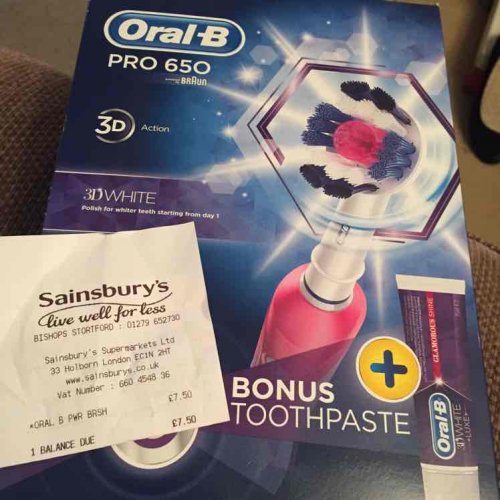 Oral-B
PRO 650
powered by BRAUN
3D Action
3D WHITE
Polish for whiter teeth starting from day 1
Sainsbury's
live well for less
BISHOPS STORTFORD : 01279 652730
Sainsbury's Supermarkets Ltd
33 Holborn London EC1N 2HT
www.sainsburys.co.uk
Vat Number : 660 4548 36
£7.50
*ORAL B PWR BRSH
£7.50
1 BALANCE DUE
BONUS
TOOTHPASTE
+
GLAMOROUS SHINE
Oral-B
3D WHITE
LUXE